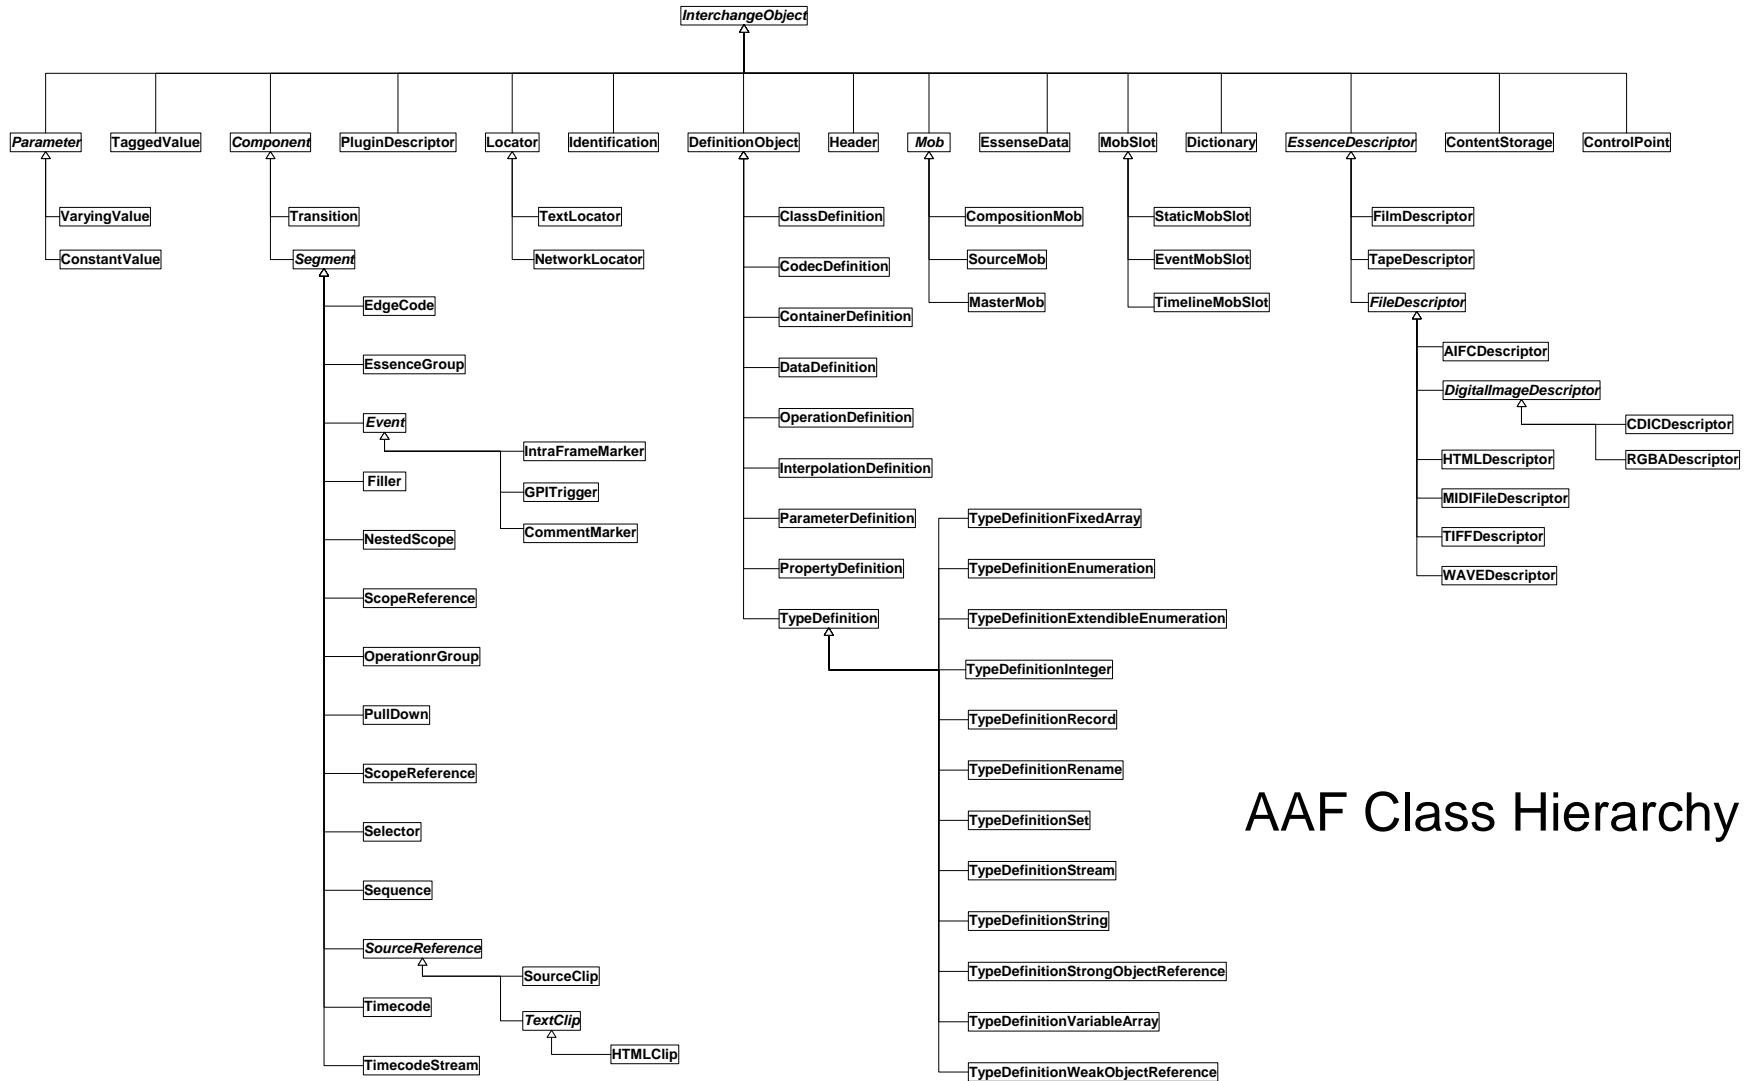 InterchangeObject
Parameter
TaggedValue
Component
PluginDescriptor
Locator
Identification
DefinitionObject
Header
Mob
EssenseData
MobSlot
Dictionary
EssenceDescriptor
ContentStorage
ControlPoint
VaryingValue
ConstantValue
Transition
Segment
EdgeCode
EssenceGroup
Event
IntraFrameMarker
GPITrigger
CommentMarker
Filler
NestedScope
ScopeReference
OperationrGroup
PullDown
ScopeReference
Selector
Sequence
SourceReference
SourceClip
TextClip
HTMLClip
Timecode
TimecodeStream
TextLocator
NetworkLocator
ClassDefinition
CodecDefinition
ContainerDefinition
DataDefinition
OperationDefinition
InterpolationDefinition
ParameterDefinition
PropertyDefinition
TypeDefinition
TypeDefinitionFixedArray
TypeDefinitionEnumeration
TypeDefinitionExtendibleEnumeration
TypeDefinitionInteger
TypeDefinitionRecord
TypeDefinitionRename
TypeDefinitionSet
TypeDefinitionStream
TypeDefinitionString
TypeDefinitionStrongObjectReference
TypeDefinitionVariableArray
TypeDefinitionWeakObjectReference
CompositionMob
SourceMob
MasterMob
StaticMobSlot
EventMobSlot
TimelineMobSlot
FilmDescriptor
TapeDescriptor
FileDescriptor
AIFCDescriptor
DigitalImageDescriptor
CDICDescriptor
RGBADescriptor
HTMLDescriptor
MIDIFileDescriptor
TIFFDescriptor
WAVEDescriptor
AAF Class Hierarchy